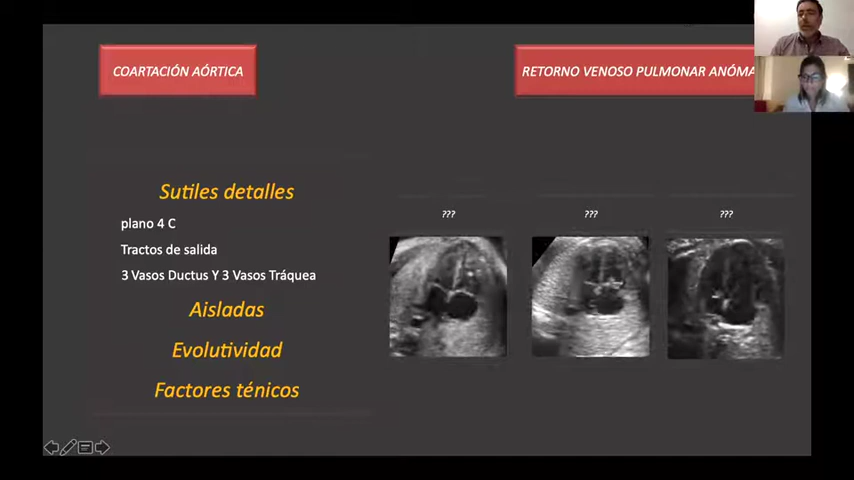 COARTACIÓN AÓRTICA
RETORNO VENOSO PULMONAR ANÓMA
Sutiles detalles
plano 4 C
Tractos de salida
3 Vasos Ductus Y 3 Vasos Tráquea
Aisladas
Evolutividad
Factores ténicos
???
???
???